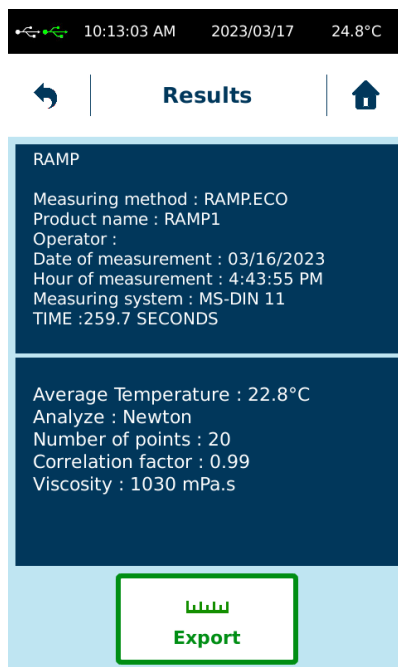 10:13:03 AM 2023/03/17 24.8°C
Results
RAMP
Measuring method : RAMP.ECO
Product name : RAMP1
Operator :
Date of measurement : 03/16/2023
Hour of measurement : 4:43:55 PM
Measuring system : MS-DIN 11
TIME :259.7 SECONDS
Average Temperature : 22.8°C
Analyze : Newton
Number of points : 20
Correlation factor : 0.99
Viscosity : 1030 mPa.s
Export